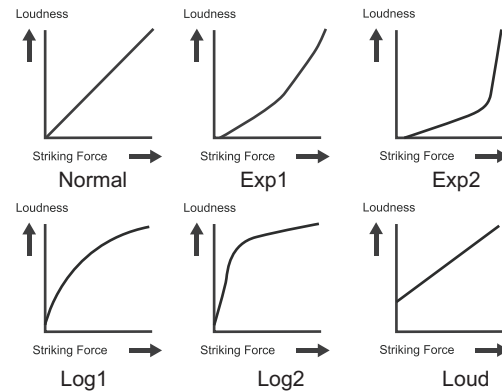 Loudness
Loudness
Loudness
Striking Force
Striking Force
Striking Force
Normal
Exp1
Exp2
Loudness
Loudness
Loudness
Striking Force
Striking Force
Striking Force
Log1
Log2
Loud